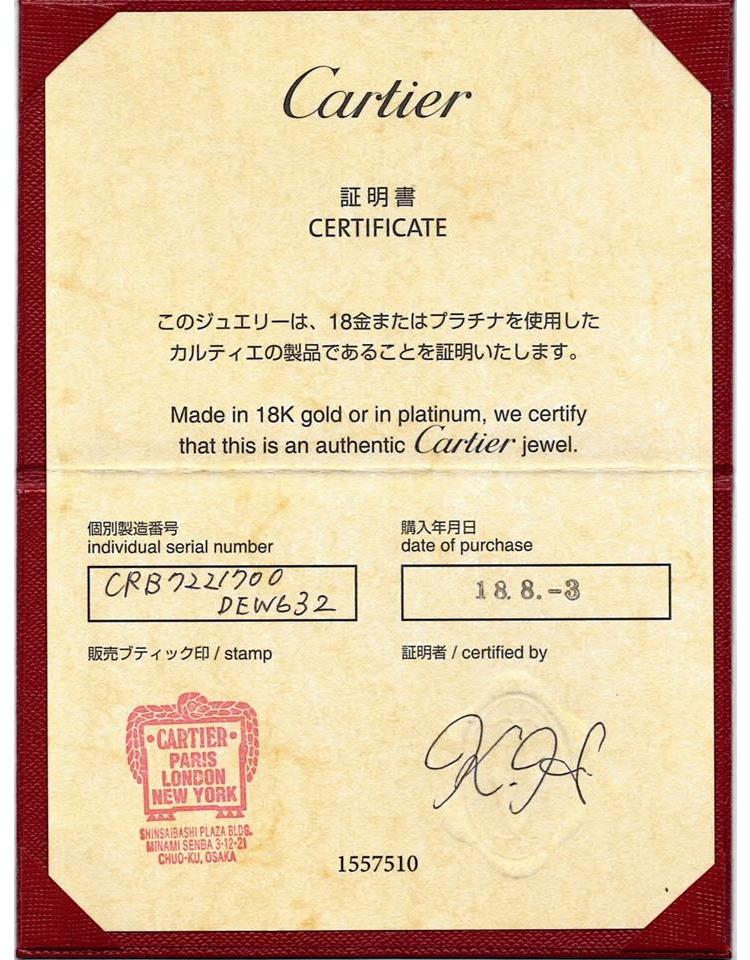 Cartier
証明書
CERTIFICATE
このジュエリーは、18金またはプラチナを使用した
カルティエの製品であることを証明いたします。
Made in 18K gold or in platinum, we certify
that this is an authentic Cartier jewel.
個別製造番号
individual serial number
CRB7221700
DEW632
購入年月日
date of purchase
18.8.-3
販売ブティック印 / stamp
証明者 / certified by
•CARTIER•
PARIS
LONDON
NEW YORK
SHINSAIBASHI PLAZA BLDG.
MINAMI SENBA 3-12-21
CHUO-KU, OSAKA
K.H
1557510